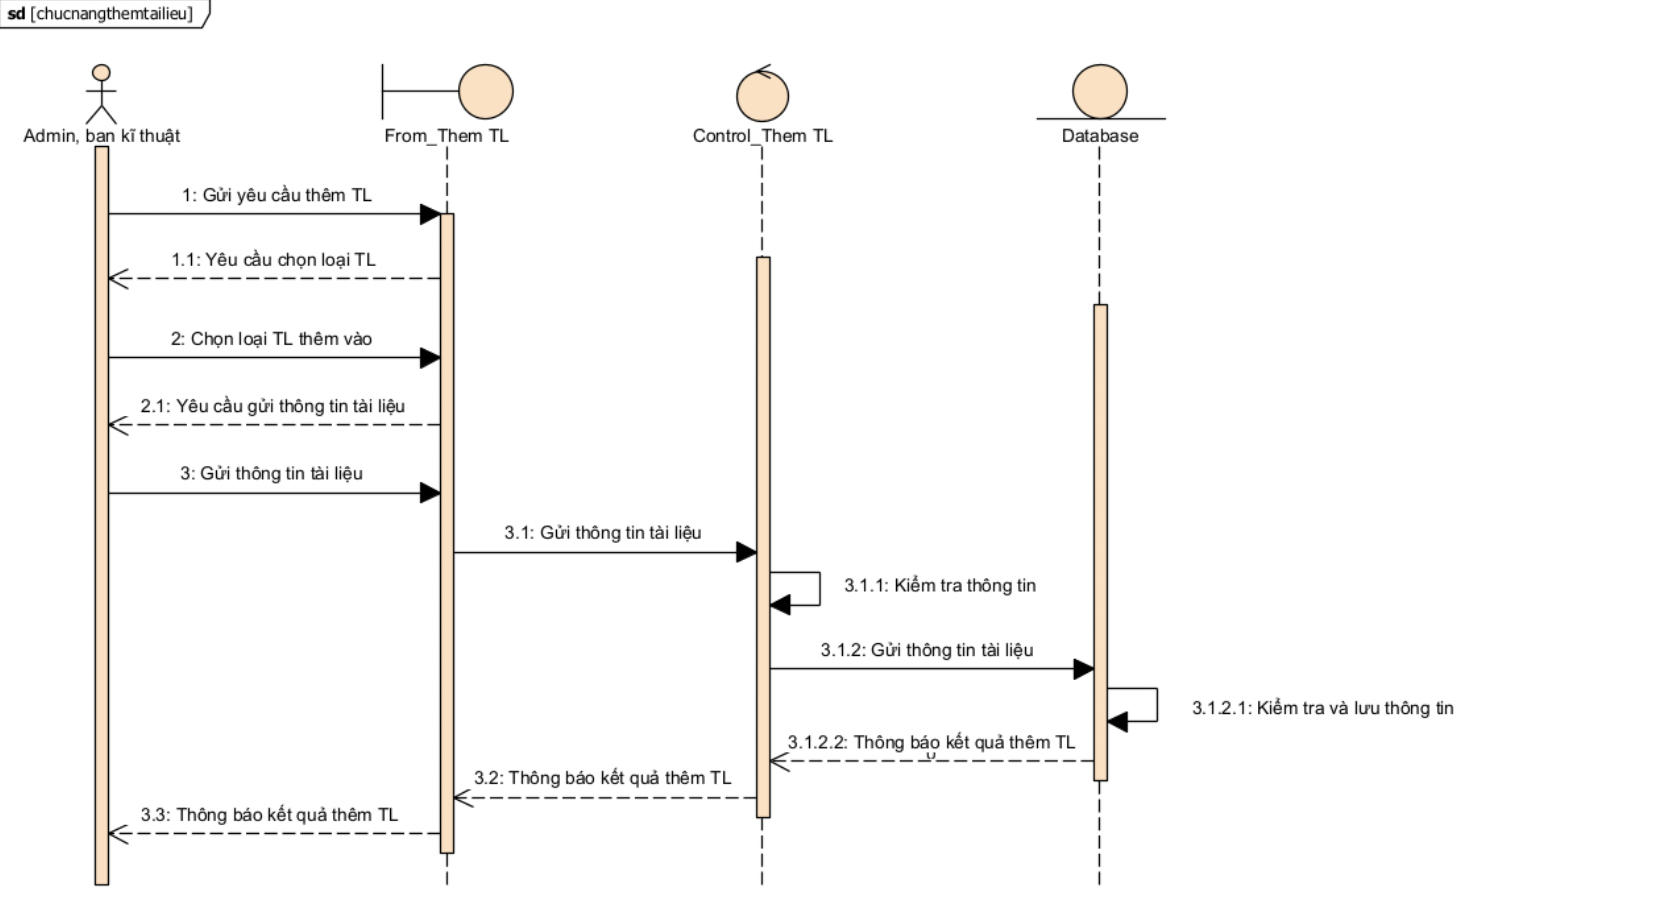 sd [chucnangthemtailieu]
Admin, ban kĩ thuật
From_Them TL
Control_Them TL
Database
1: Gửi yêu cầu thêm TL
1.1: Yêu cầu chọn loại TL
2: Chọn loại TL thêm vào
2.1: Yêu cầu gửi thông tin tài liệu
3: Gửi thông tin tài liệu
3.1: Gửi thông tin tài liệu
3.1.1: Kiểm tra thông tin
3.1.2: Gửi thông tin tài liệu
3.1.2.1: Kiểm tra và lưu thông tin
3.1.2.2: Thông báo kết quả thêm TL
3.2: Thông báo kết quả thêm TL
3.3: Thông báo kết quả thêm TL